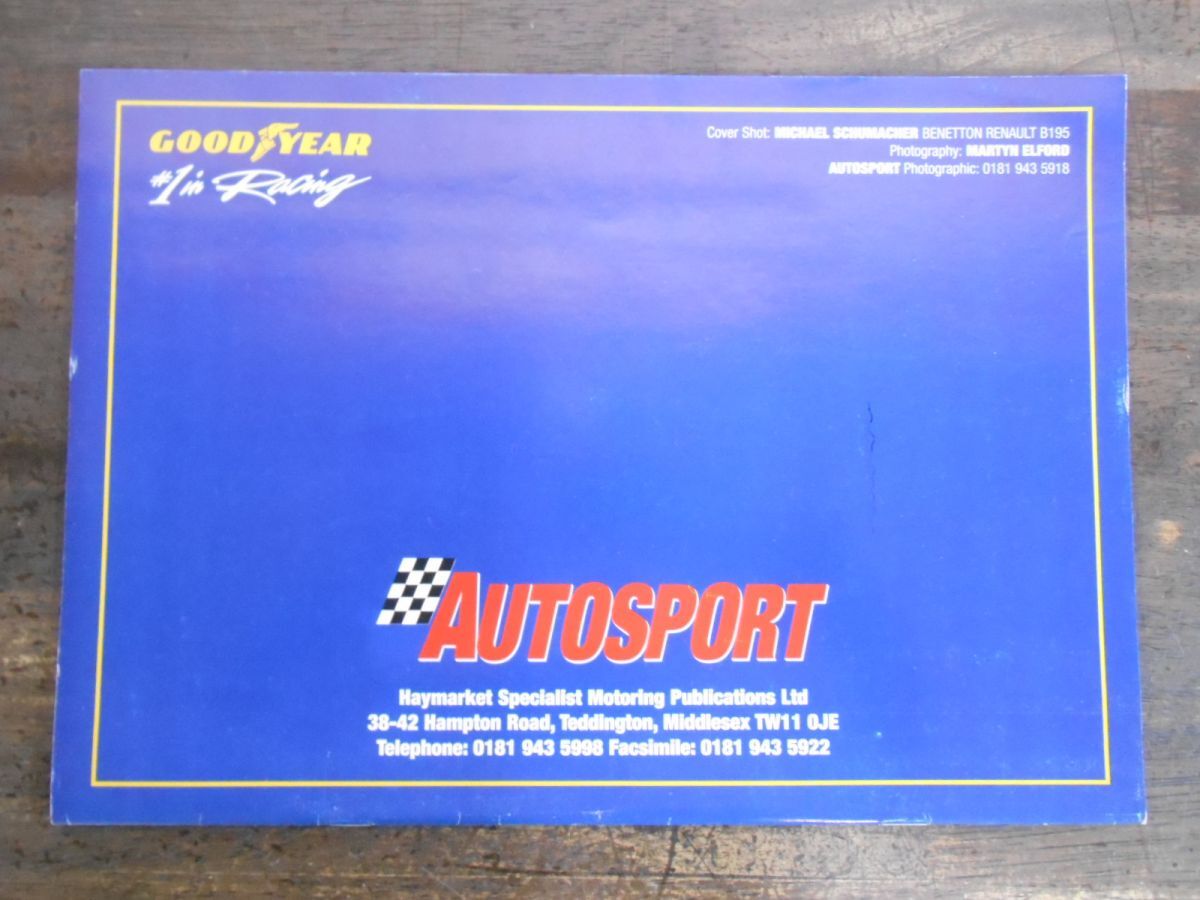 GOODYEAR
#1 in Racing
Cover Shot: MICHAEL SCHUMACHER BENETTON RENAULT B195
Photography: MARTYN ELFORD
AUTOSPORT Photographic: 0181 943 5918
AUTOSPORT
Haymarket Specialist Motoring Publications Ltd
38-42 Hampton Road, Teddington, Middlesex TW11 0JE
Telephone: 0181 943 5998 Facsimile: 0181 943 5922